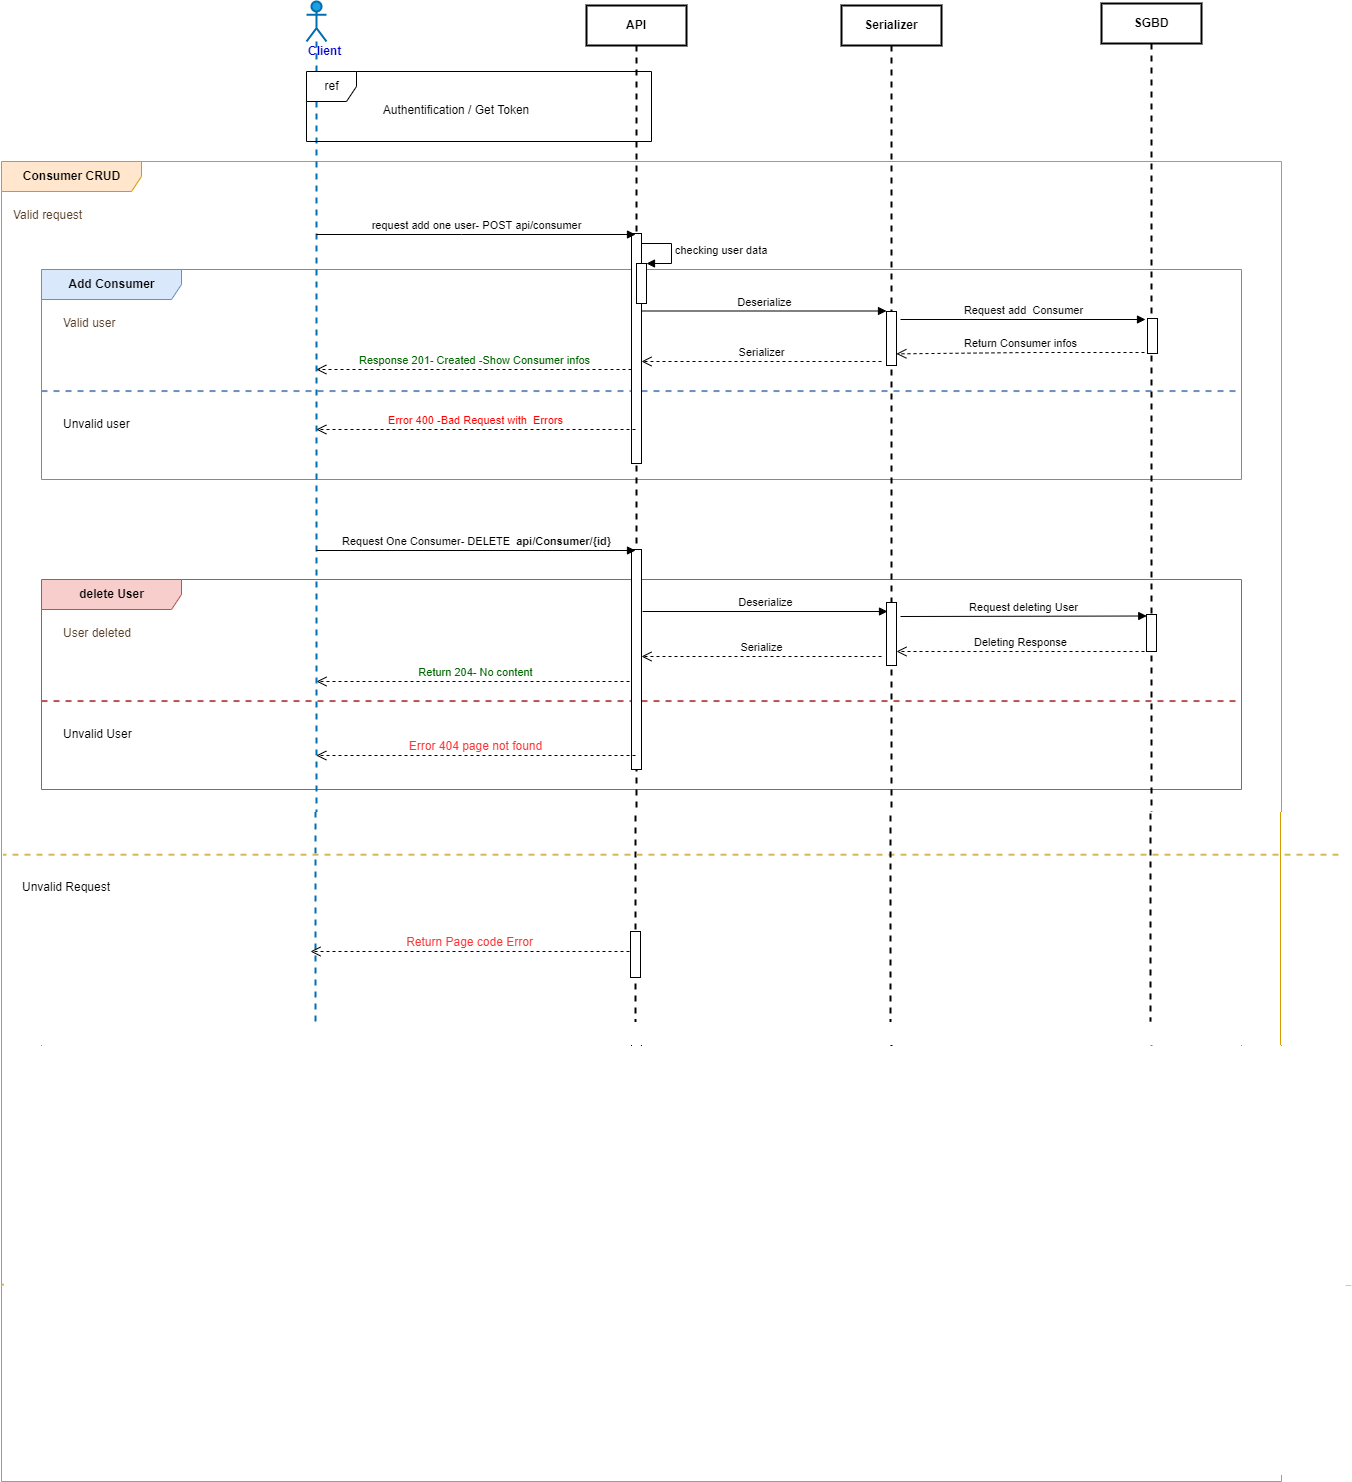 Client
API
Serializer
SGBD
ref
Authentification / Get Token
Consumer CRUD
Valid request
request add one user- POST api/consumer
checking user data
Add Consumer
Valid user
Deserialize
Request add  Consumer
Return Consumer infos
Serializer
Response 201- Created -Show Consumer infos
Unvalid user
Error 400 -Bad Request with  Errors
Request One Consumer- DELETE  api/Consumer/{id}
delete User
User deleted
Deserialize
Request deleting User
Deleting Response
Serialize
Return 204- No content
Unvalid User
Error 404 page not found
Unvalid Request
Return Page code Error